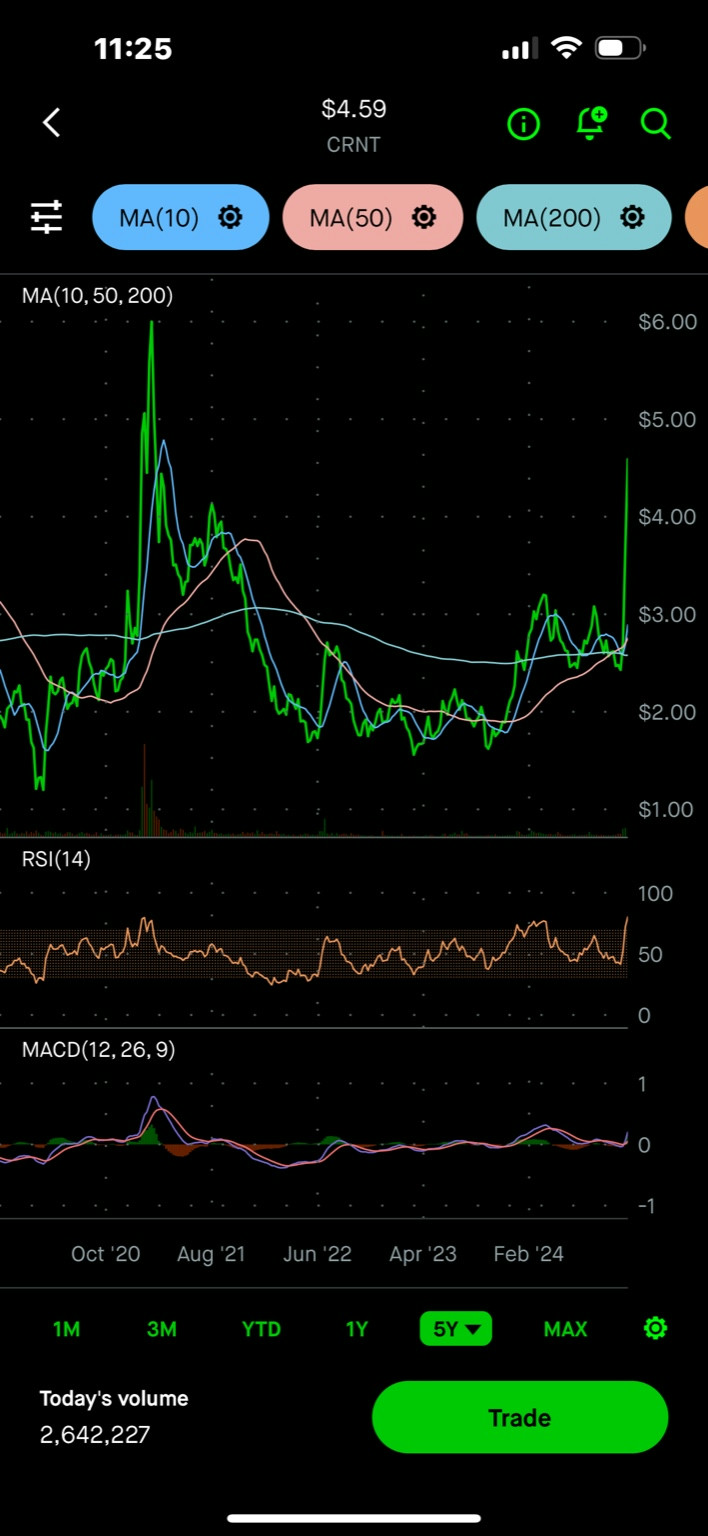 11:25
$4.59
CRNT
MA(10)
MA(50)
MA(200)
MA(10, 50, 200)
$6.00
$5.00
$4.00
$3.00
$2.00
$1.00
RSI(14)
100
50
0
MACD(12, 26, 9)
1
0
-1
Oct '20 Aug '21 Jun '22 Apr '23 Feb '24
1M 3M YTD 1Y 5Y MAX
Today's volume
2,642,227
Trade